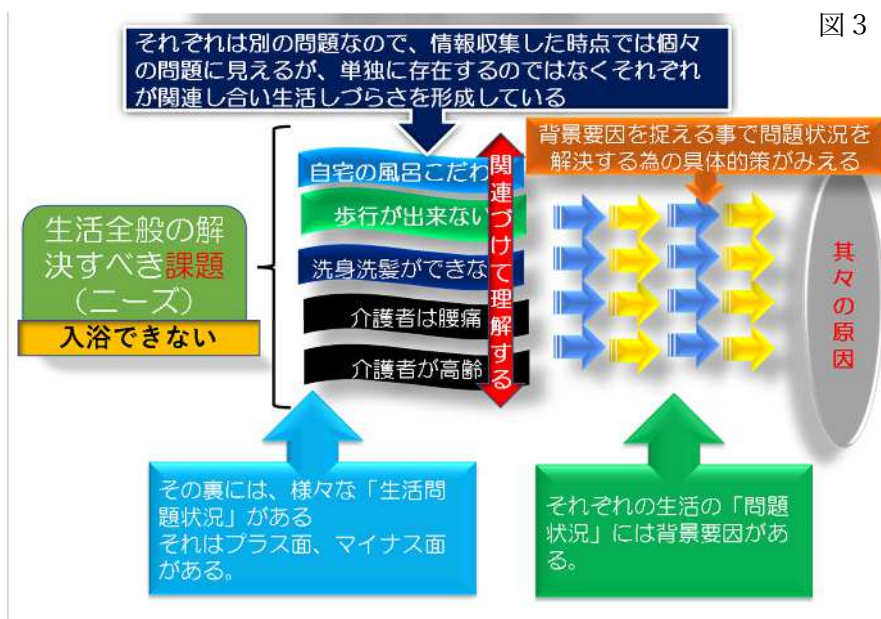 図3
それぞれは別の問題なので、情報収集した時点では個々
の問題に見えるが、単独に存在するのではなくそれぞれ
が関連し合い生活しづらさを形成している
背景要因を捉える事で問題状況を
解決する為の具体的策がみえる
生活全般の解
決すべき課題
(ニーズ)
入浴できない
自宅の風呂こだわ
歩行が出来ない
洗身洗髪ができな
介護者は腰痛
介護者が高齢
関連づけて理解する
其々の原因
その裏には、様々な「生活問
題状況」がある
それはプラス面、マイナス面
がある。
それぞれの生活の「問題
状況」には背景要因があ
る。